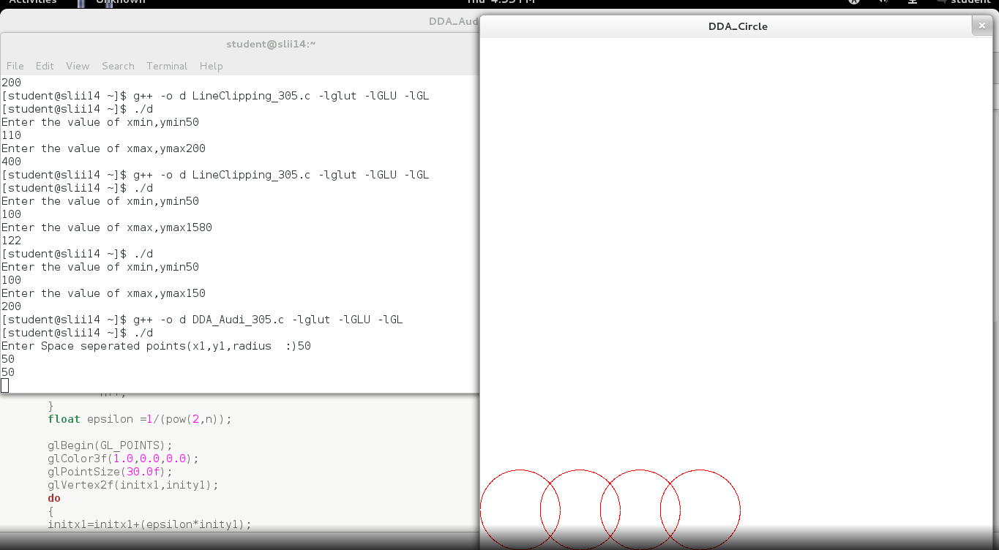 Activities Unknown Thu 4:55 PM student
DDA_Aud
DDA_Circle
student@slii14:~
File Edit View Search Terminal Help
200
[student@slii14 ~]$ g++ -o d LineClipping_305.c -lglut -lGLU -lGL
[student@slii14 ~]$ ./d
Enter the value of xmin,ymin50
110
Enter the value of xmax,ymax200
400
[student@slii14 ~]$ g++ -o d LineClipping_305.c -lglut -lGLU -lGL
[student@slii14 ~]$ ./d
Enter the value of xmin,ymin50
100
Enter the value of xmax,ymax1580
122
[student@slii14 ~]$ ./d
Enter the value of xmin,ymin50
100
Enter the value of xmax,ymax150
200
[student@slii14 ~]$ g++ -o d DDA_Audi_305.c -lglut -lGLU -lGL
[student@slii14 ~]$ ./d
Enter Space seperated points(x1,y1,radius  :)50
50
50
}
float epsilon =1/(pow(2,n));
glBegin(GL_POINTS);
glColor3f(1.0,0.0,0.0);
glPointSize(30.0f);
glVertex2f(initx1,inity1);
do
{
initx1=initx1+(epsilon*inity1);